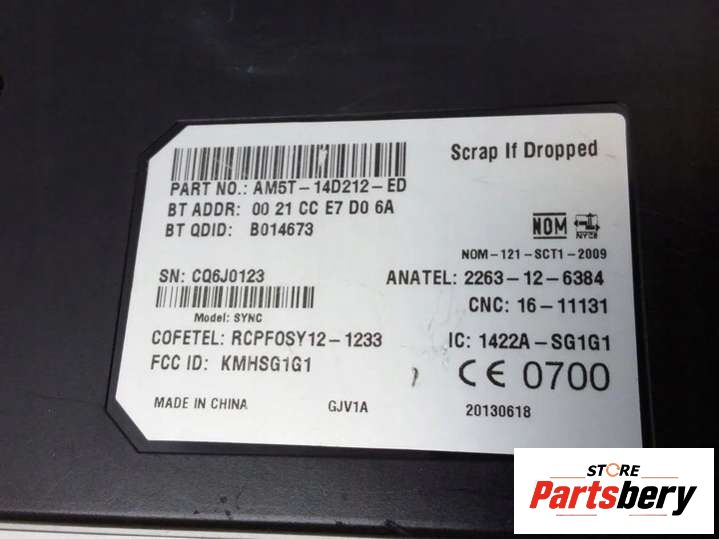 Scrap If Dropped
PART NO.: AM5T-14D212-ED
BT ADDR: 00 21 CC E7 D0 6A
BT QDID: B014673
NOM NYCE
NOM-121-SCT1-2009
SN: CQ6J0123
ANATEL: 2263-12-6384
Model: SYNC
CNC: 16-11131
COFETEL: RCPFOSY12-1233
IC: 1422A-SG1G1
FCC ID: KMHSG1G1
CE 0700
MADE IN CHINA
GJV1A
20130618
STORE
Partsbery